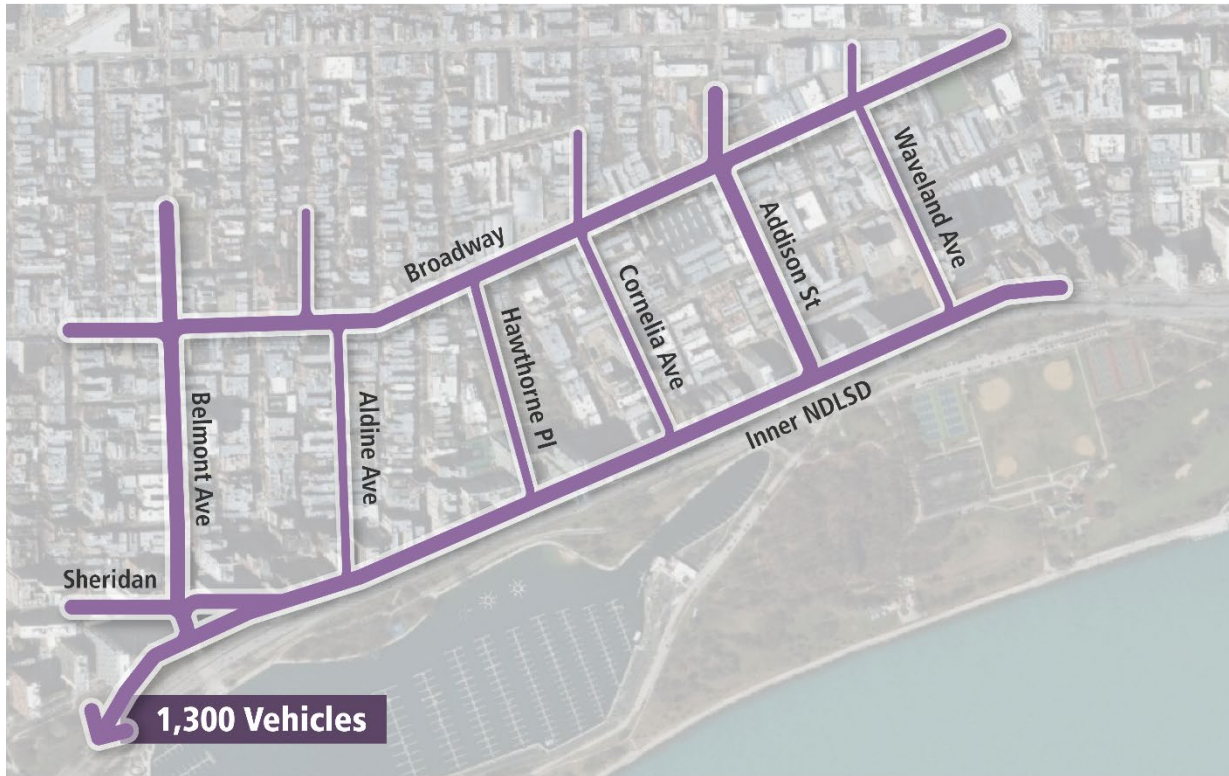 Broadway
Waveland Ave
Addison St
Cornelia Ave
Hawthorne Pl
Aldine Ave
Belmont Ave
Inner NDLSD
Sheridan
1,300 Vehicles